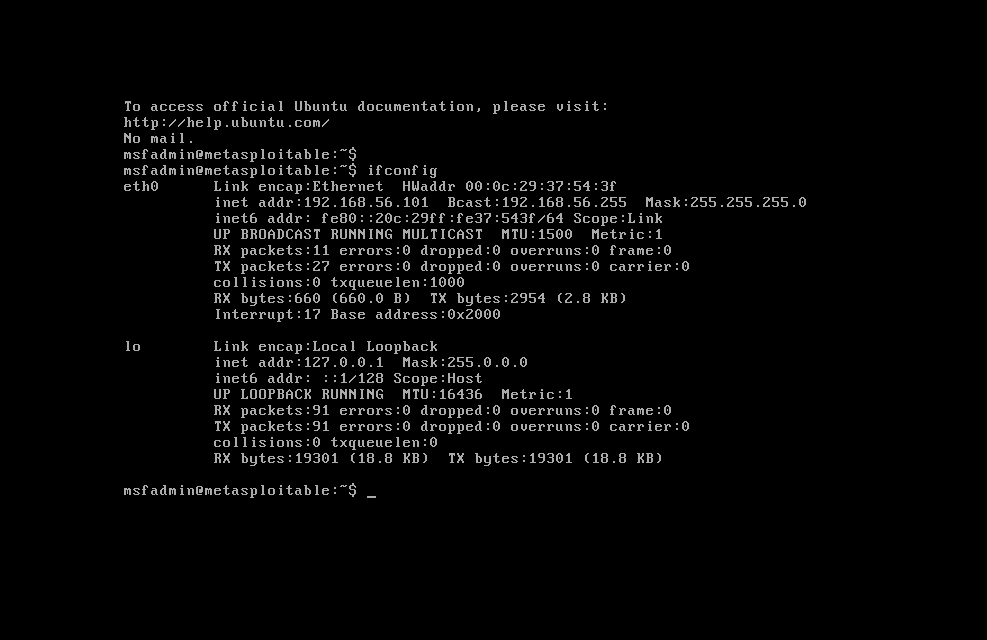 To access official Ubuntu documentation, please visit:
http://help.ubuntu.com/
No mail.
msfadmin@metasploitable:~$
msfadmin@metasploitable:~$ ifconfig
eth0      Link encap:Ethernet  HWaddr 00:0c:29:37:54:3f
          inet addr:192.168.56.101  Bcast:192.168.56.255  Mask:255.255.255.0
          inet6 addr: fe80::20c:29ff:fe37:543f/64 Scope:Link
          UP BROADCAST RUNNING MULTICAST  MTU:1500  Metric:1
          RX packets:11 errors:0 dropped:0 overruns:0 frame:0
          TX packets:27 errors:0 dropped:0 overruns:0 carrier:0
          collisions:0 txqueuelen:1000
          RX bytes:660 (660.0 B)  TX bytes:2954 (2.8 KB)
          Interrupt:17 Base address:0x2000
lo        Link encap:Local Loopback
          inet addr:127.0.0.1  Mask:255.0.0.0
          inet6 addr: ::1/128 Scope:Host
          UP LOOPBACK RUNNING  MTU:16436  Metric:1
          RX packets:91 errors:0 dropped:0 overruns:0 frame:0
          TX packets:91 errors:0 dropped:0 overruns:0 carrier:0
          collisions:0 txqueuelen:0
          RX bytes:19301 (18.8 KB)  TX bytes:19301 (18.8 KB)
msfadmin@metasploitable:~$ _